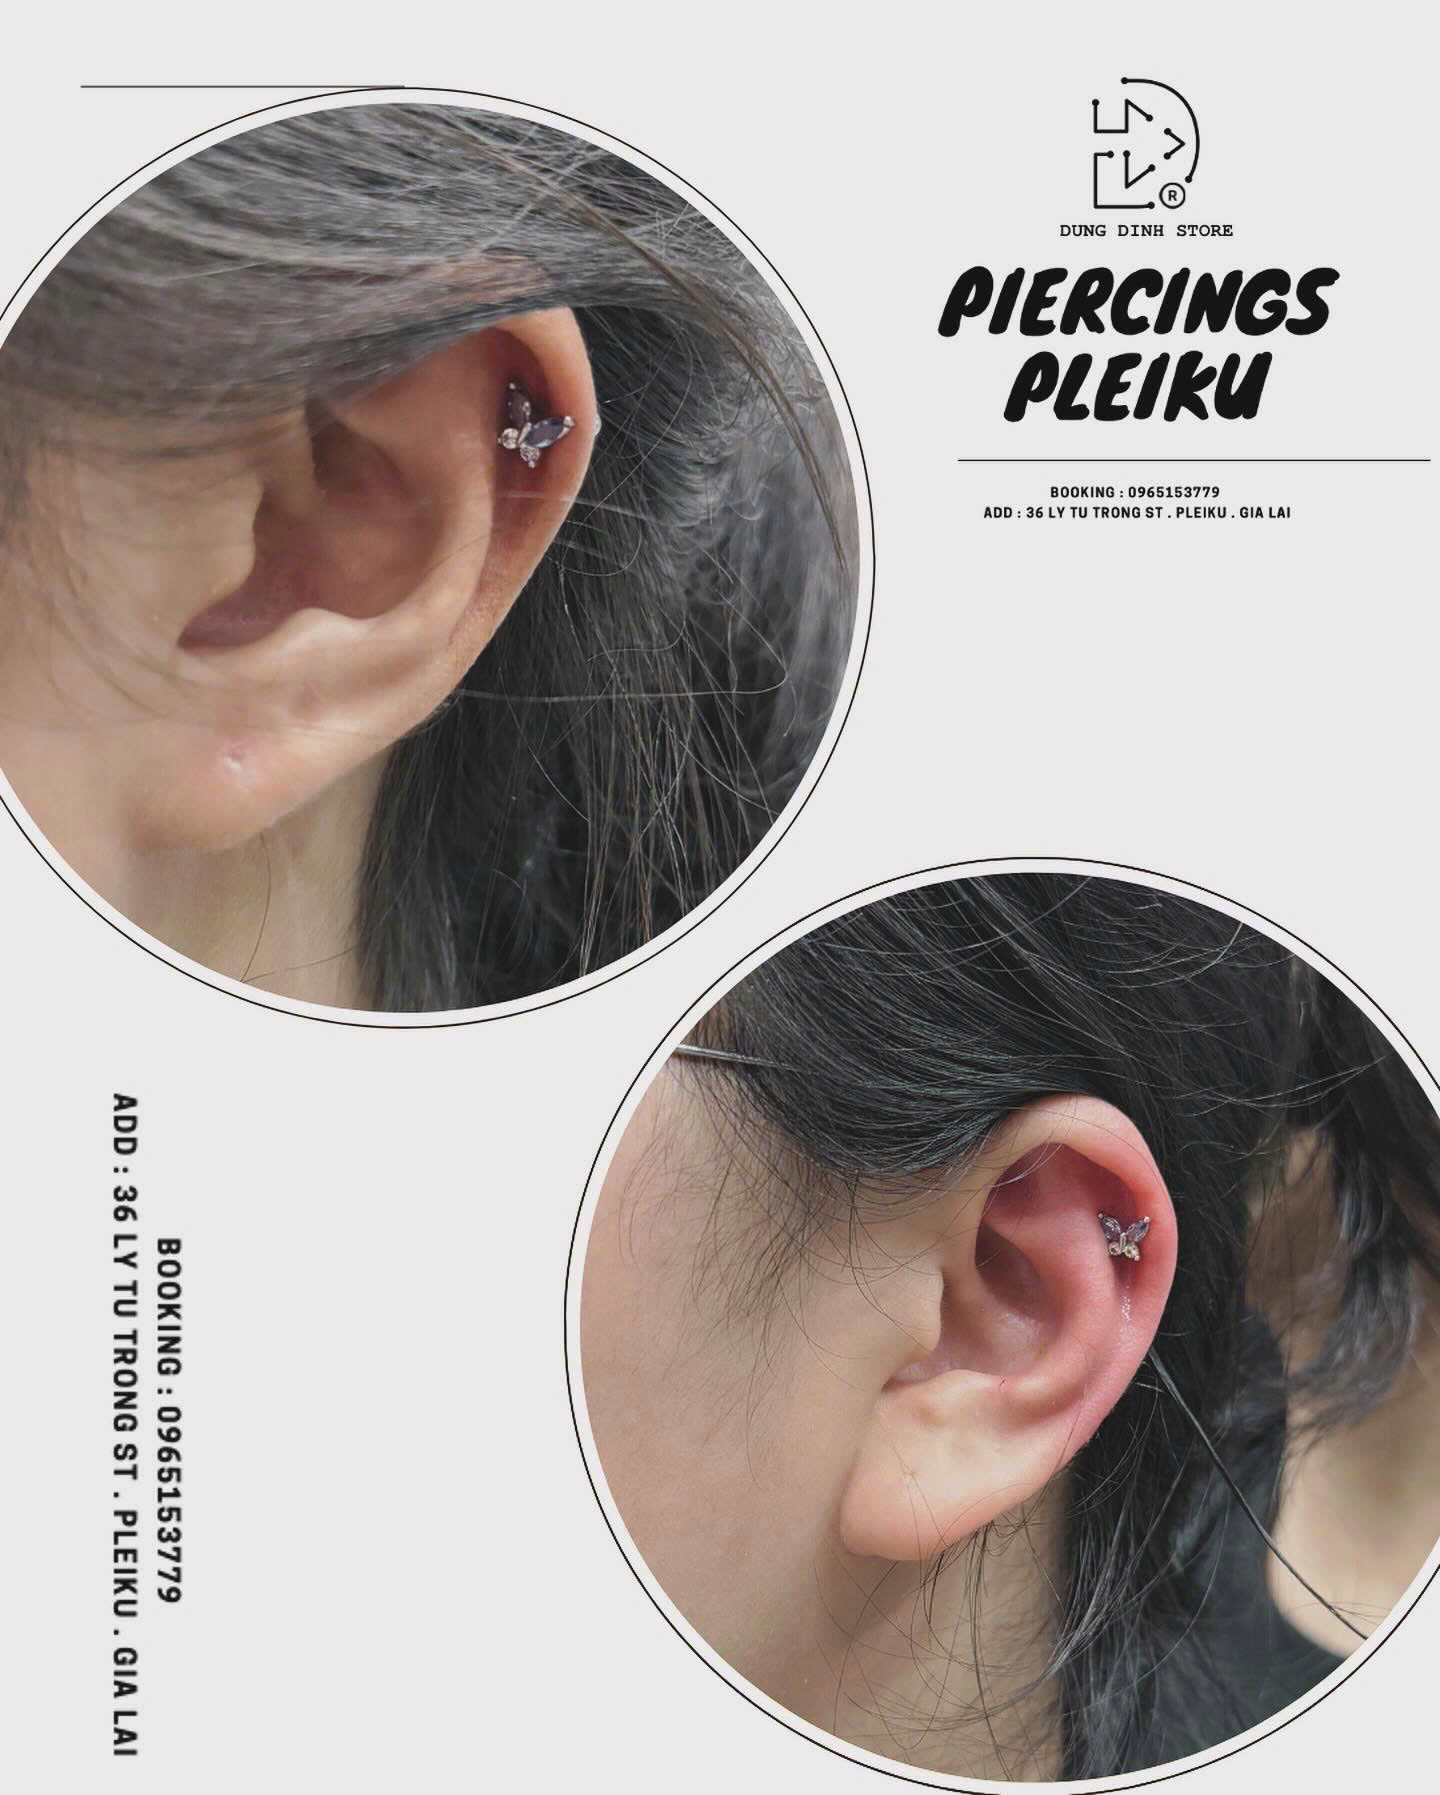 ®
DUNG DINH STORE
PIERCINGS
PLEIKU
BOOKING : 0965153779
ADD : 36 LY TU TRONG ST . PLEIKU . GIA LAI
BOOKING : 0965153779
ADD : 36 LY TU TRONG ST . PLEIKU . GIA LAI